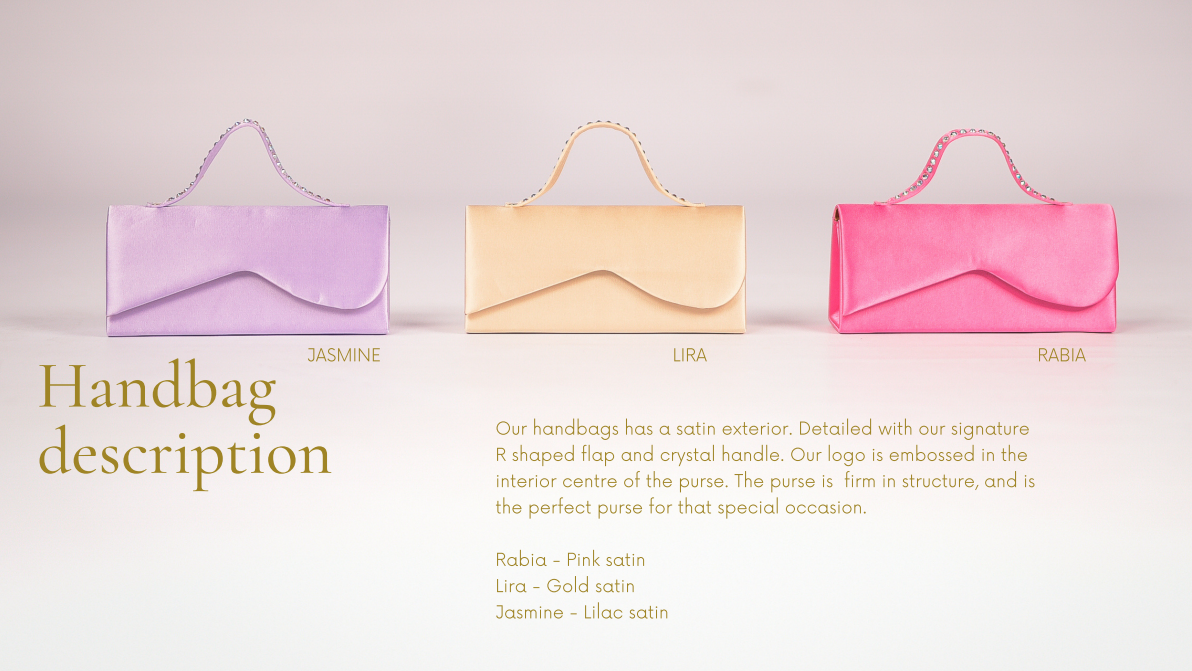 JASMINE
LIRA
RABIA
Handbag
description
Our handbags has a satin exterior. Detailed with our signature
R shaped flap and crystal handle. Our logo is embossed in the
interior centre of the purse. The purse is  firm in structure, and is
the perfect purse for that special occasion.
Rabia - Pink satin
Lira - Gold satin
Jasmine - Lilac satin